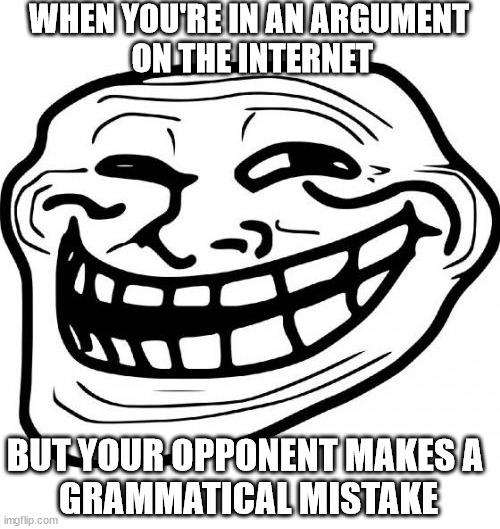 WHEN YOU'RE IN AN ARGUMENT
ON THE INTERNET
BUT YOUR OPPONENT MAKES A
GRAMMATICAL MISTAKE
imgflip.com